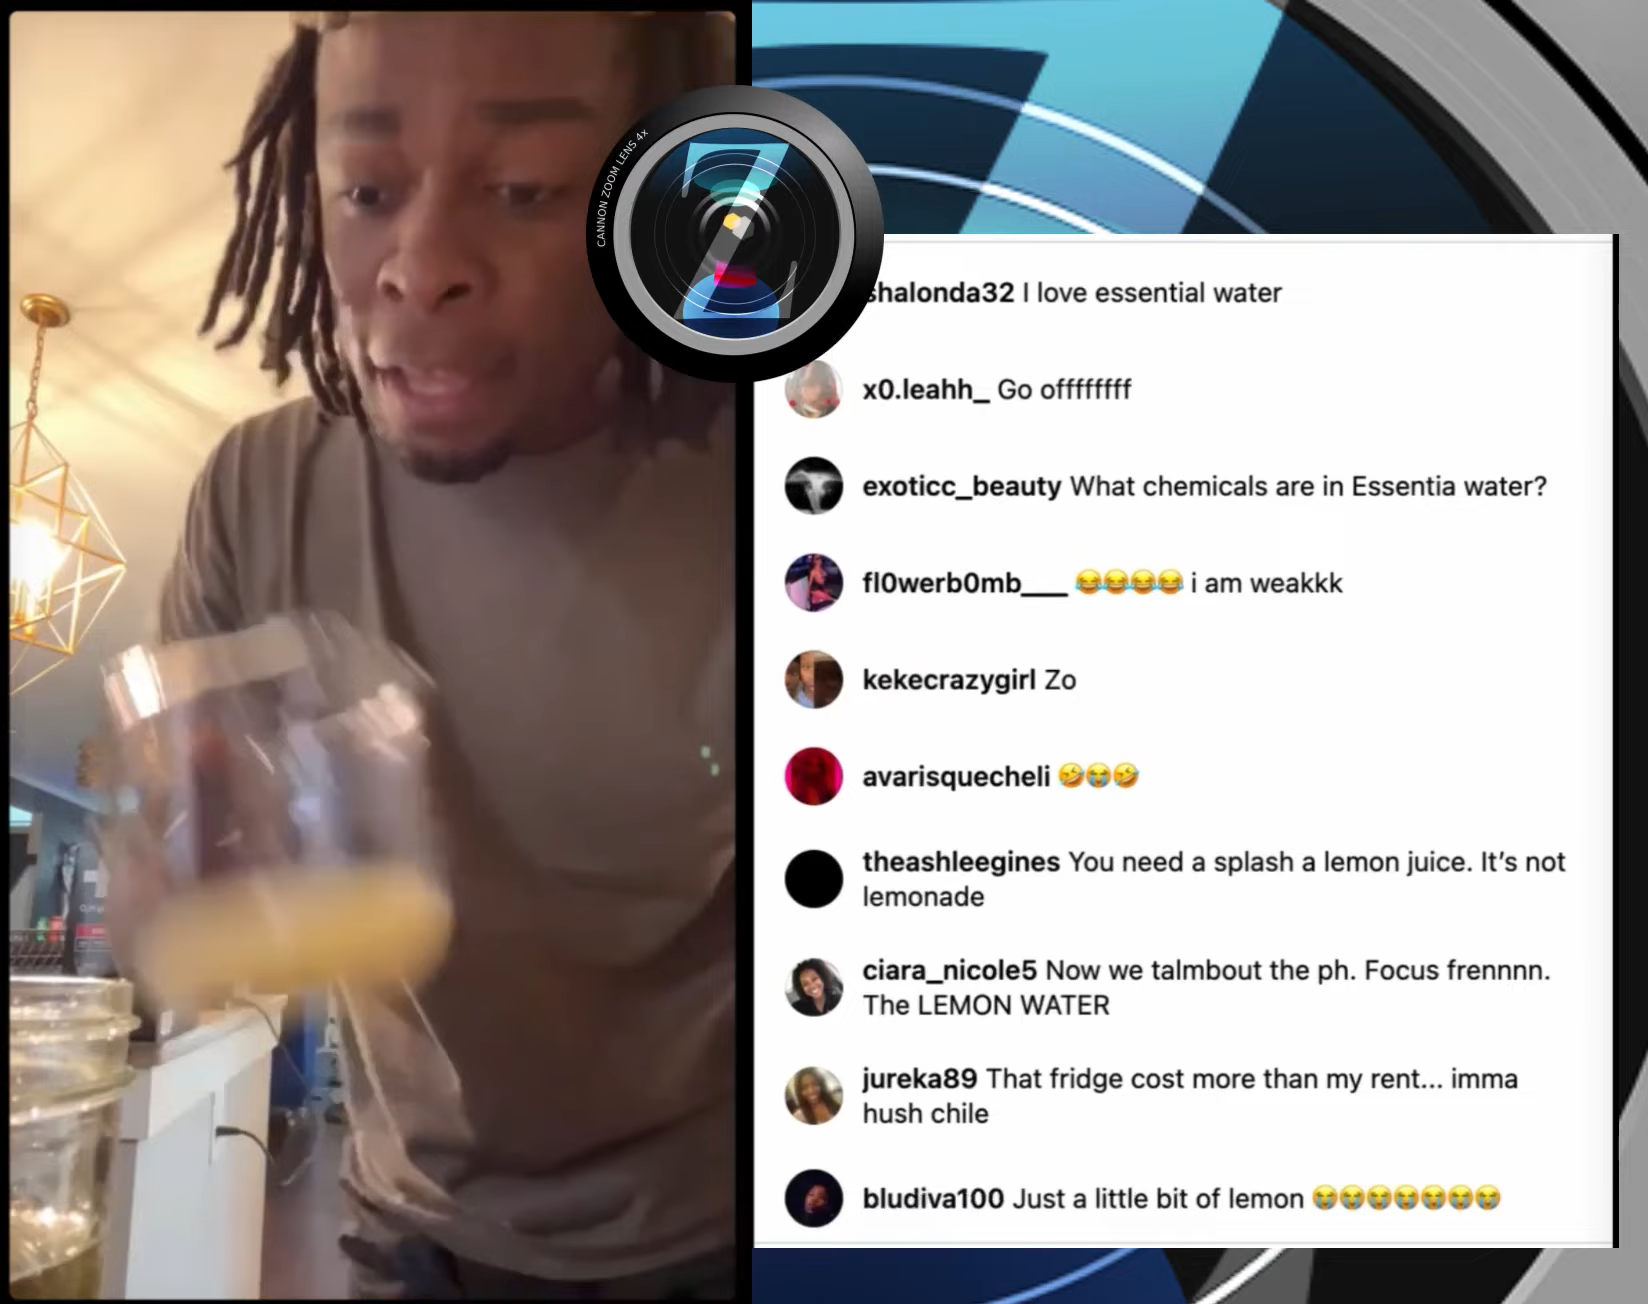 CANNON ZOOM LENS 4x
shalonda32 I love essential water
x0.leahh_ Go offffffff
exoticc_beauty What chemicals are in Essentia water?
fl0werb0mb___ 😂😂😂😂 i am weakkk
kekecrazygirl Zo
avarisquecheli 🤣😭🤣
theashleegines You need a splash a lemon juice. It’s not
lemonade
ciara_nicole5 Now we talmbout the ph. Focus frennnn.
The LEMON WATER
jureka89 That fridge cost more than my rent... imma
hush chile
bludiva100 Just a little bit of lemon 😭😭😭😭😭😭😭